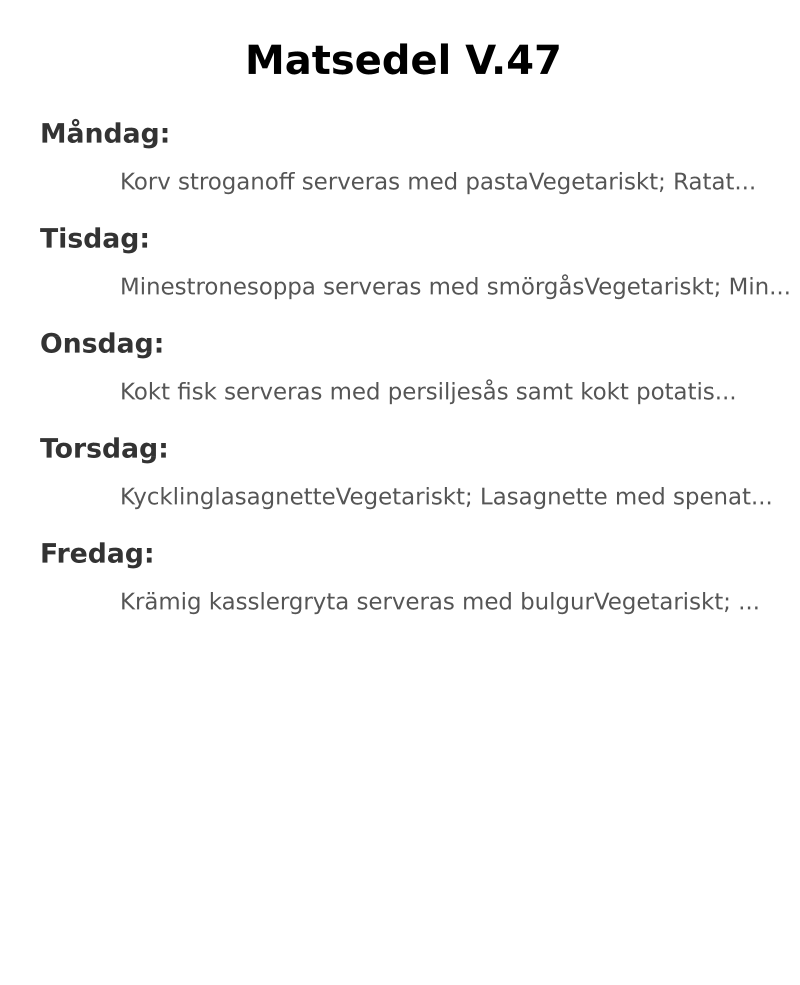 Matsedel V.47
Måndag:
Korv stroganoff serveras med pastaVegetariskt; Ratat...
Tisdag:
Minestronesoppa serveras med smörgåsVegetariskt; Min...
Onsdag:
Kokt fisk serveras med persiljesås samt kokt potatis...
Torsdag:
KycklinglasagnetteVegetariskt; Lasagnette med spenat...
Fredag:
Krämig kasslergryta serveras med bulgurVegetariskt; ...